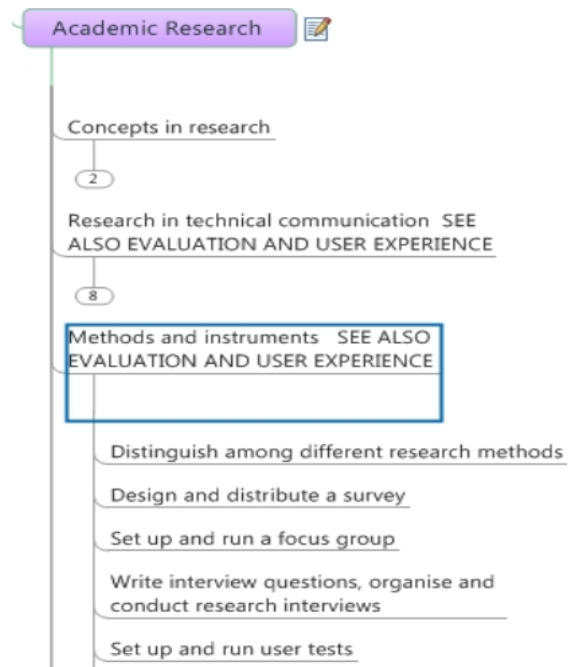 Academic Research
Concepts in research
2
Research in technical communication SEE
ALSO EVALUATION AND USER EXPERIENCE
8
Methods and instruments SEE ALSO
EVALUATION AND USER EXPERIENCE
Distinguish among different research methods
Design and distribute a survey
Set up and run a focus group
Write interview questions, organise and
conduct research interviews
Set up and run user tests